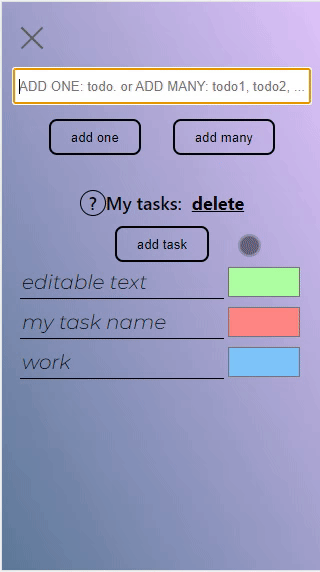 ADD ONE: todo. or ADD MANY: todo1, todo2, ...
add one add many
? My tasks: delete
add task
editable text
my task name
work